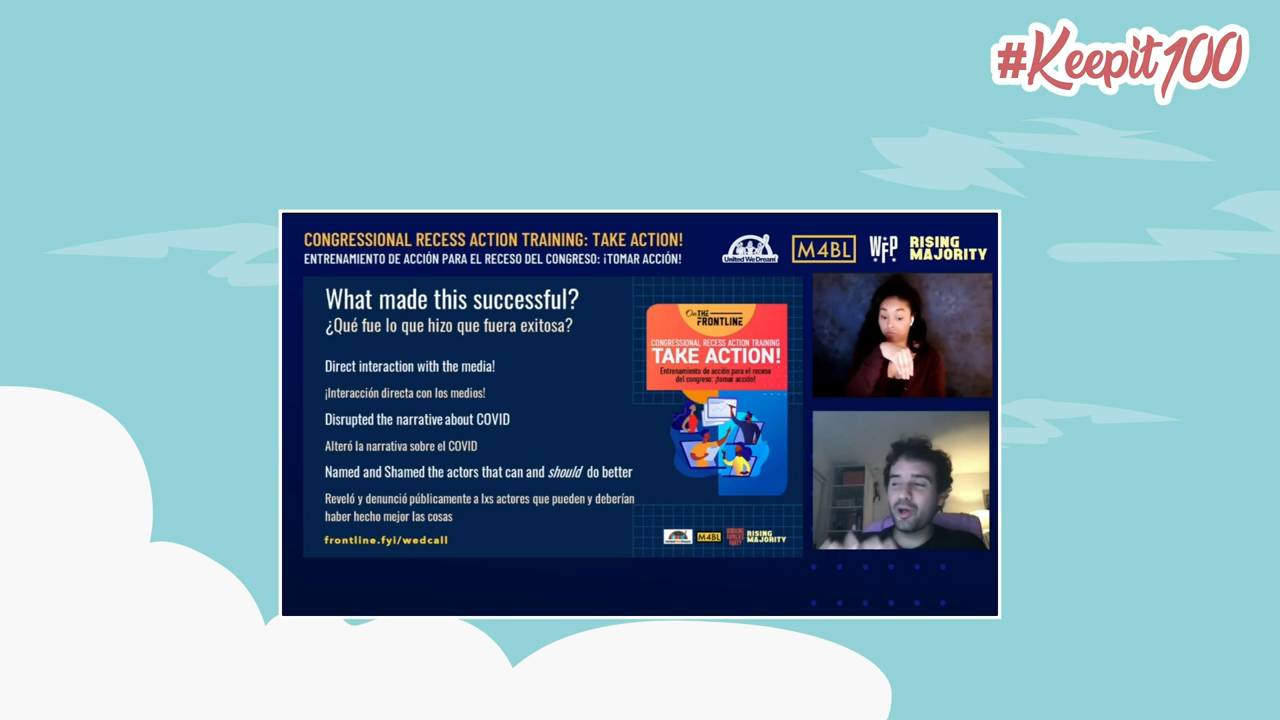 #Keepit100
CONGRESSIONAL RECESS ACTION TRAINING: TAKE ACTION!
ENTRENAMIENTO DE ACCIÓN PARA EL RECESO DEL CONGRESO: ¡TOMAR ACCIÓN!
United We Dream
M4BL
WFP
RISING
MAJORITY
What made this successful?
¿Qué fue lo que hizo que fuera exitosa?
Direct interaction with the media!
¡Interacción directa con los medios!
Disrupted the narrative about COVID
Alteró la narrativa sobre el COVID
Named and Shamed the actors that can and should do better
Reveló y denunció públicamente a lxs actores que pueden y deberían
haber hecho mejor las cosas
frontline.fyi/wedcall
On THE
FRONTLINE
CONGRESSIONAL RECESS ACTION TRAINING
TAKE ACTION!
Entrenamiento de acción para el receso
del congreso: ¡tomar acción!
M4BL
WORKING
FAMILIES
PARTY
RISING
MAJORITY